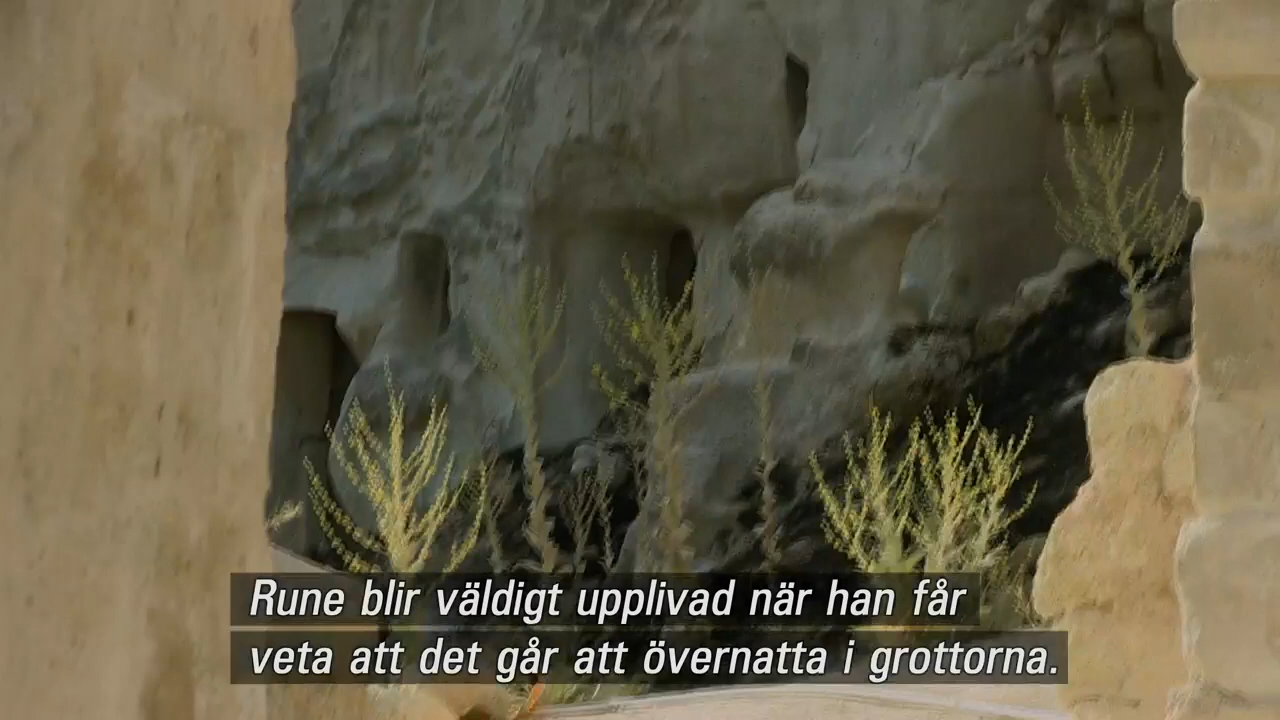 Rune blir väldigt upplivad när han får
veta att det går att övernatta i grottorna.